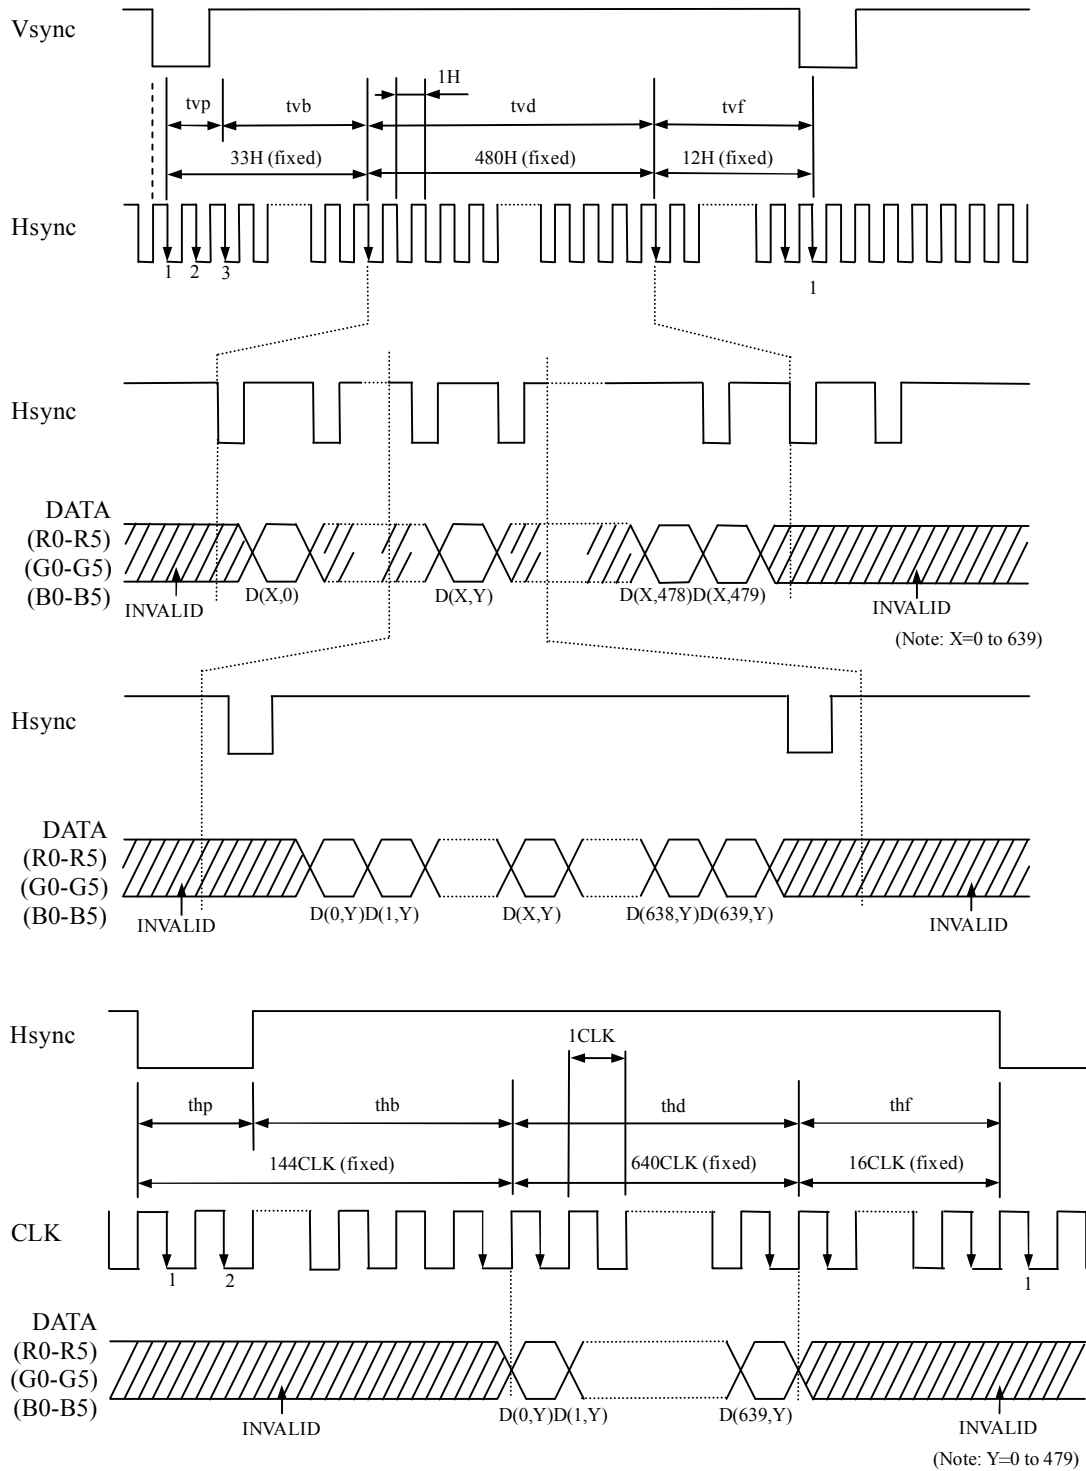 Vsync
1H
tvp
tvb
tvd
tvf
33H (fixed)
480H (fixed)
12H (fixed)
Hsync
1
2
3
1
Hsync
DATA
(R0-R5)
(G0-G5)
(B0-B5)
INVALID
D(X,0)
D(X,Y)
D(X,478)D(X,479)
INVALID
(Note: X=0 to 639)
Hsync
DATA
(R0-R5)
(G0-G5)
(B0-B5)
INVALID
D(0,Y)D(1,Y)
D(X,Y)
D(638,Y)D(639,Y)
INVALID
Hsync
1CLK
thp
thb
thd
thf
144CLK (fixed)
640CLK (fixed)
16CLK (fixed)
CLK
1
2
1
DATA
(R0-R5)
(G0-G5)
(B0-B5)
INVALID
D(0,Y)D(1,Y)
D(639,Y)
INVALID
(Note: Y=0 to 479)